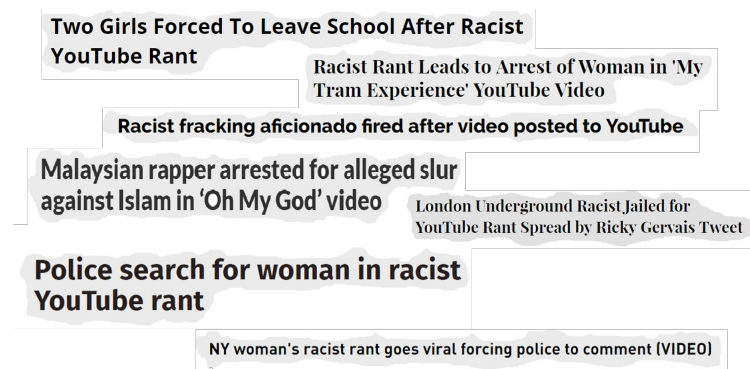 Two Girls Forced To Leave School After Racist
YouTube Rant
Racist Rant Leads to Arrest of Woman in 'My
Tram Experience' YouTube Video
Racist fracking aficionado fired after video posted to YouTube
Malaysian rapper arrested for alleged slur
against Islam in ‘Oh My God’ video
London Underground Racist Jailed for
YouTube Rant Spread by Ricky Gervais Tweet
Police search for woman in racist
YouTube rant
NY woman's racist rant goes viral forcing police to comment (VIDEO)